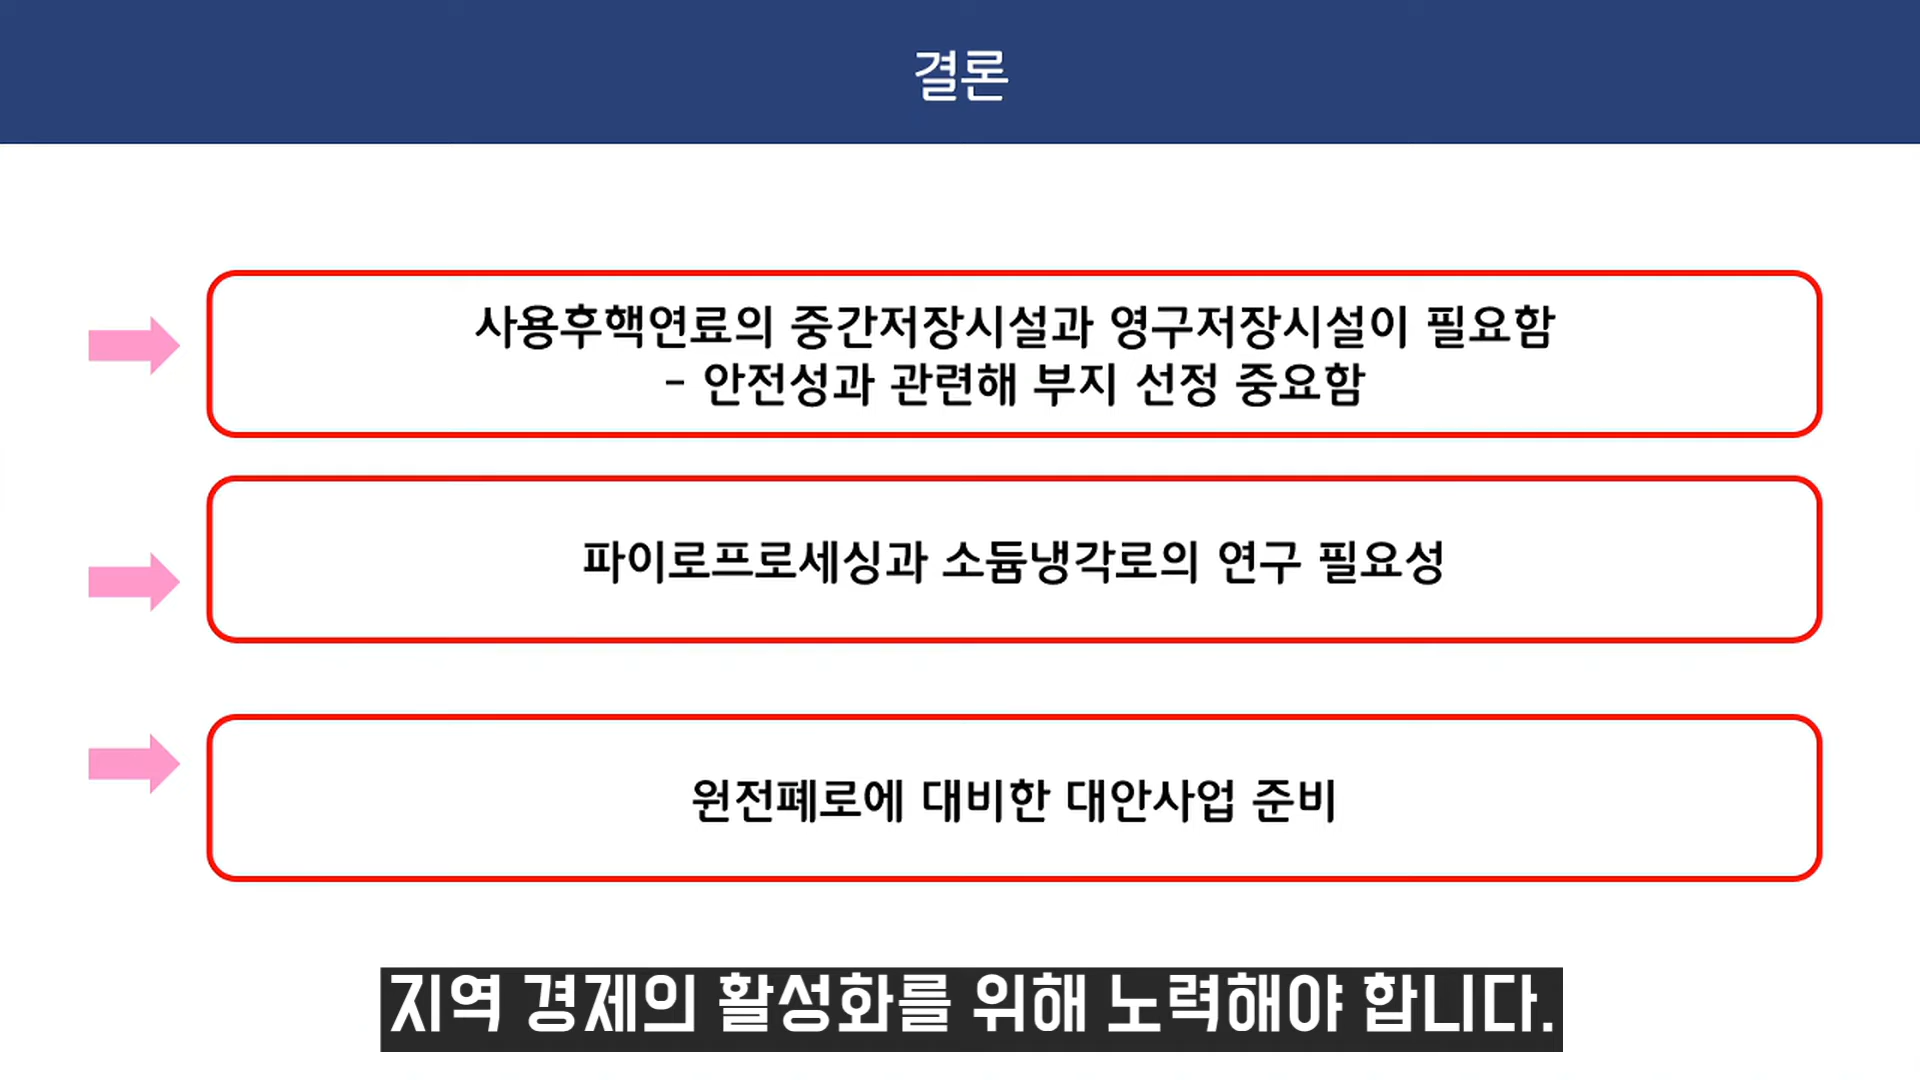 결론
사용후핵연료의 중간저장시설과 영구저장시설이 필요함
- 안전성과 관련해 부지 선정 중요함
파이로프로세싱과 소듐냉각로의 연구 필요성
원전폐로에 대비한 대안사업 준비
지역 경제의 활성화를 위해 노력해야 합니다.